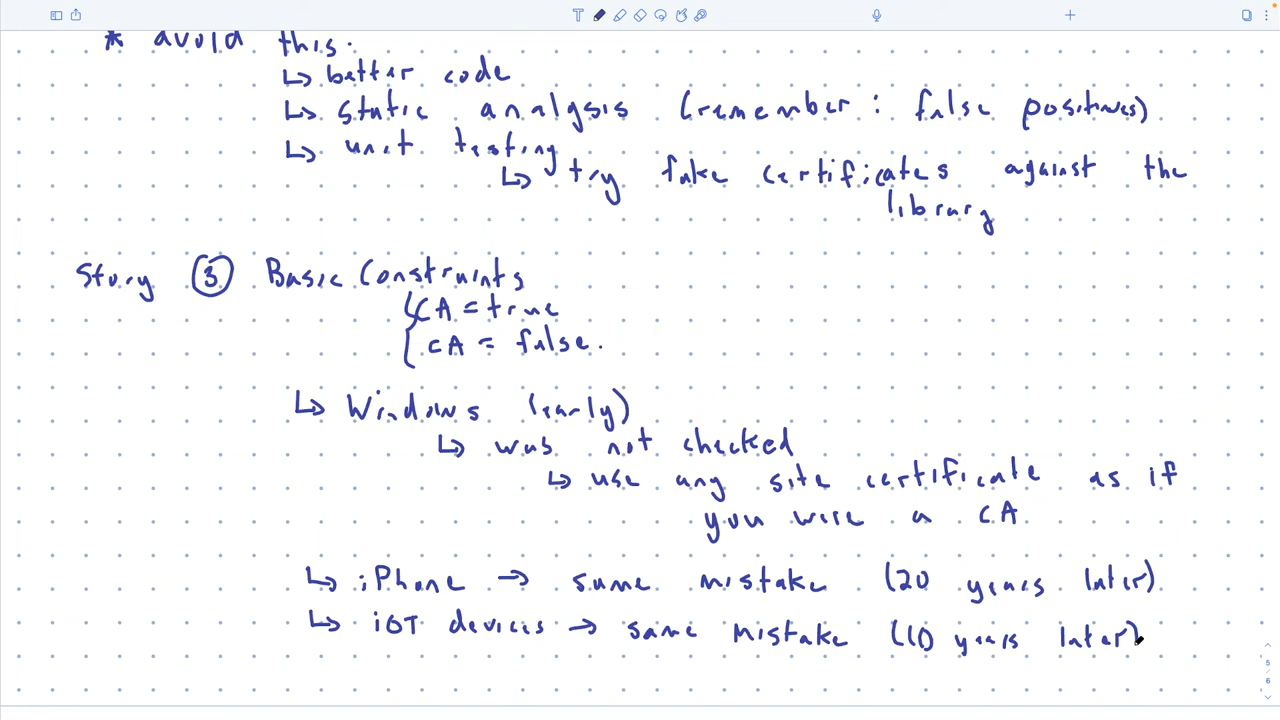 * avoid this.
↳ better code
↳ static analysis (remember : false positives)
↳ unit testing
↳ try fake certificates against the
library
Story ③ Basic Constraints
CA = true
CA = false.
↳ Windows (early)
↳ was not checked
↳ use any site certificate as if
you were a CA
↳ iPhone → same mistake (20 years later)
↳ iOT devices → same mistake (10 years later)
5
/
6